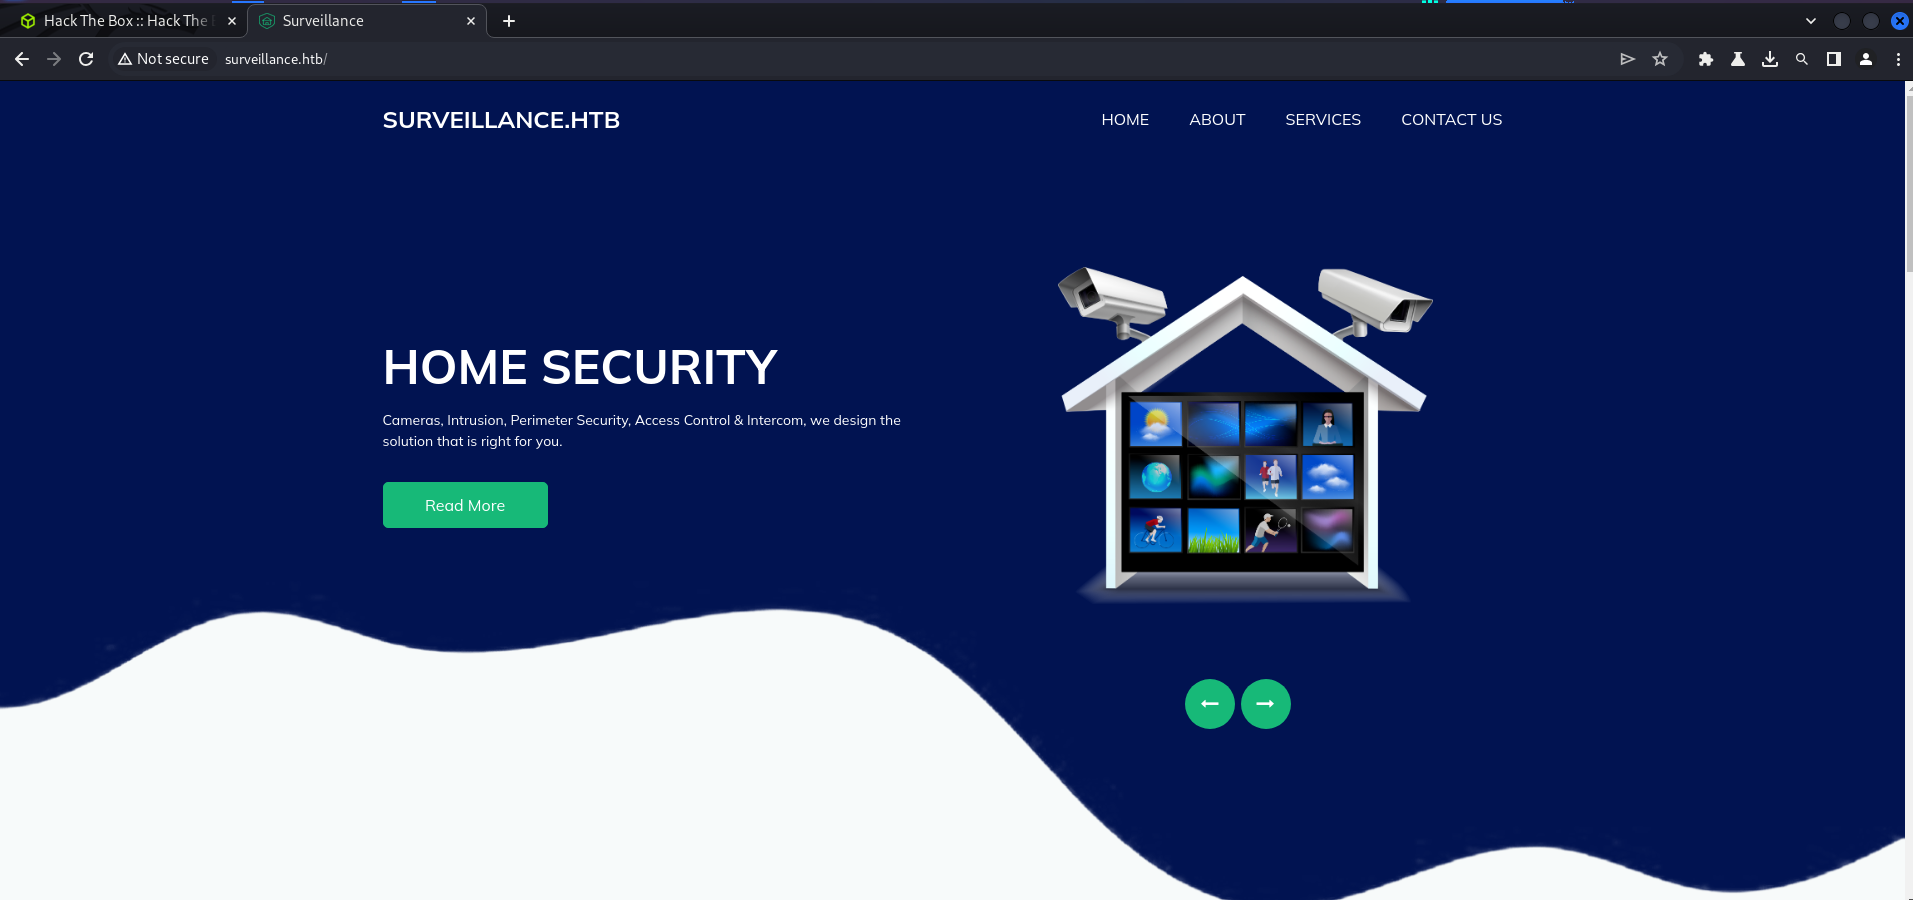 Hack The Box :: Hack The
Surveillance
Not secure
surveillance.htb/
SURVEILLANCE.HTB
HOME
ABOUT
SERVICES
CONTACT US
HOME SECURITY
Cameras, Intrusion, Perimeter Security, Access Control & Intercom, we design the
solution that is right for you.
Read More